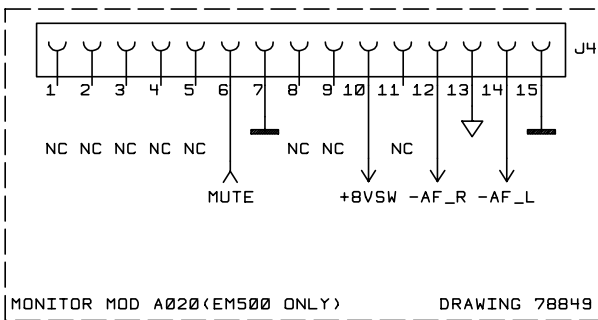 J4
1 2 3 4 5 6 7 8 9 10 11 12 13 14 15
NC NC NC NC NC NC NC NC
MUTE +8VSW -AF_R -AF_L
MONITOR MOD A020(EM500 ONLY) DRAWING 78849